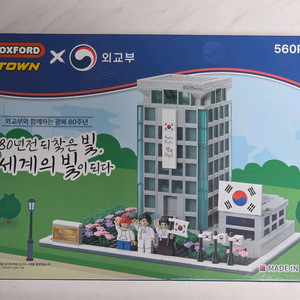 OXFORD
TOWN
외교부
560P
외교부와 함께하는 광복 80주년
80년전 되찾은 빛,
세계의 빛이 되다
MADE IN